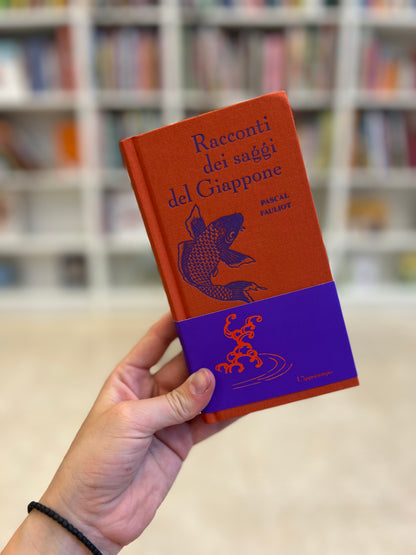 Racconti
dei saggi
del Giappone
PASCAL
FAULIOT
L'ippocampo